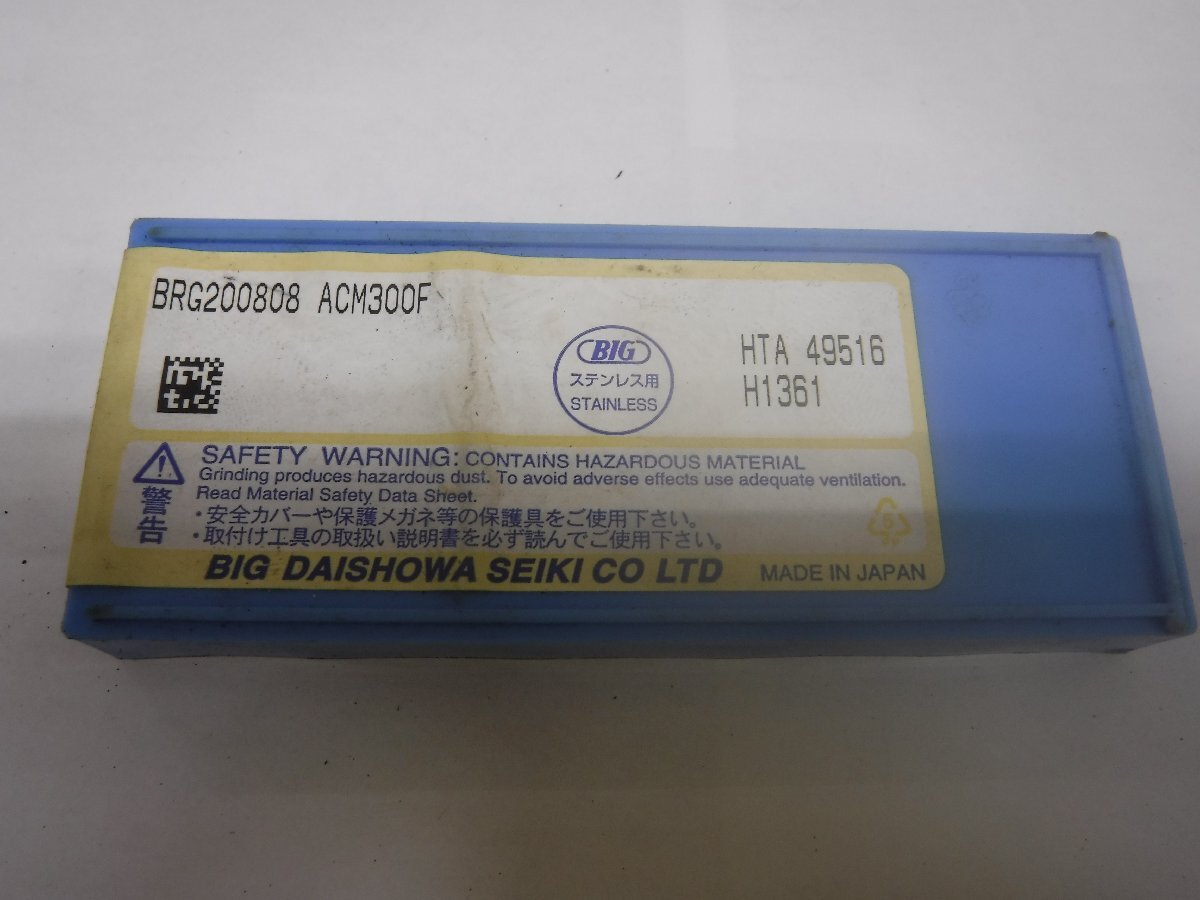 BRG200808 ACM300F
BIG
ステンレス用
STAINLESS
HTA 49516
H1361
SAFETY WARNING: CONTAINS HAZARDOUS MATERIAL
Grinding produces hazardous dust. To avoid adverse effects use adequate ventilation.
Read Material Safety Data Sheet.
警告
・安全カバーや保護メガネ等の保護具をご使用下さい。
・取付け工具の取扱い説明書を必ず読んでご使用下さい。
6
BIG DAISHOWA SEIKI CO LTD
MADE IN JAPAN